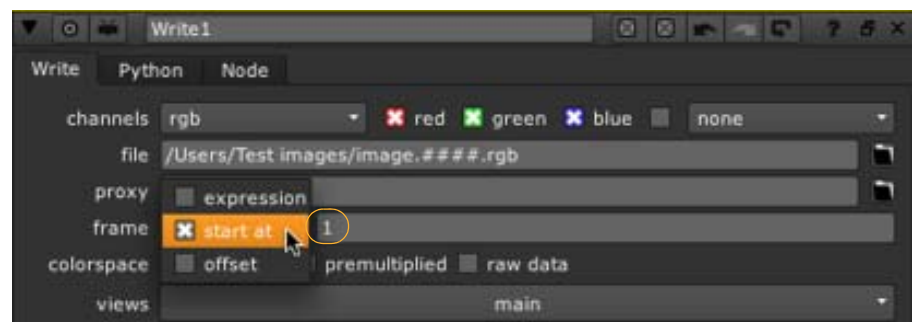 Write1 ?
Write Python Node
channels rgb red green blue none
file /Users/Test images/image.####.rgb
proxy expression
frame start at 1
colorspace offset premultiplied raw data
views main